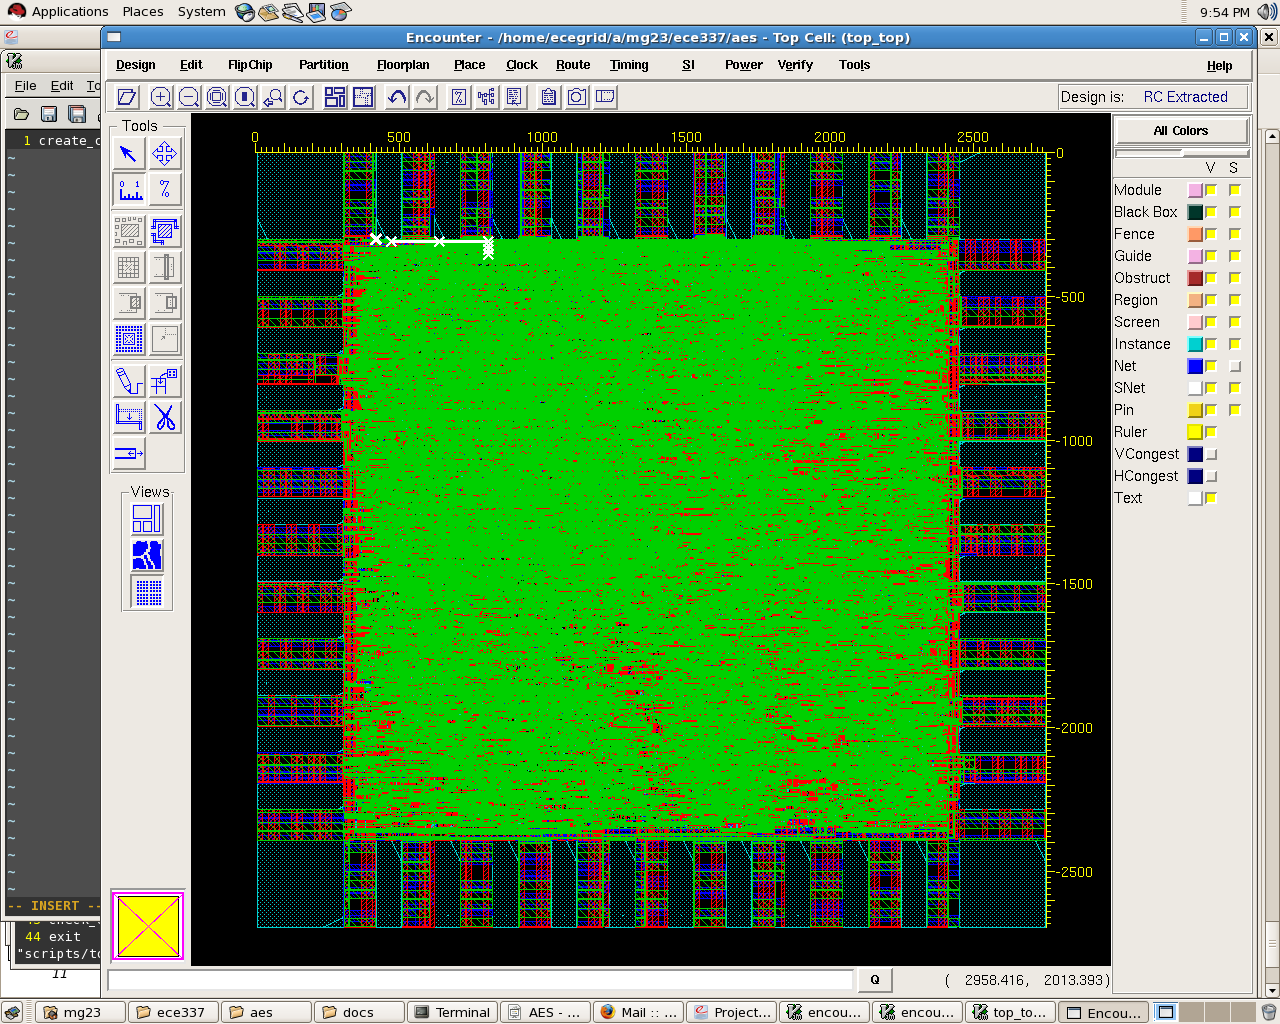 Applications Places System 9:54 PM
Encounter - /home/ecegrid/a/mg23/ece337/aes - Top Cell: (top_top)
File Edit To
Design Edit FlipChip Partition Floorplan Place Clock Route Timing SI Power Verify Tools Help
Design is: RC Extracted
1 create_c
Tools
All Colors
V S
Module
Black Box
Fence
Guide
Obstruct
Region
Screen
Instance
Net
SNet
Pin
Ruler
VCongest
HCongest
Text
0 500 1000 1500 2000 2500
0
-500
-1000
-1500
-2000
-2500
Views
-- INSERT --
44 exit
"scripts/to
11
Q
( 2958.416, 2013.393)
mg23 ece337 aes docs Terminal AES - ... Mail :: ... Project... encou... encou... top_to... Encou...